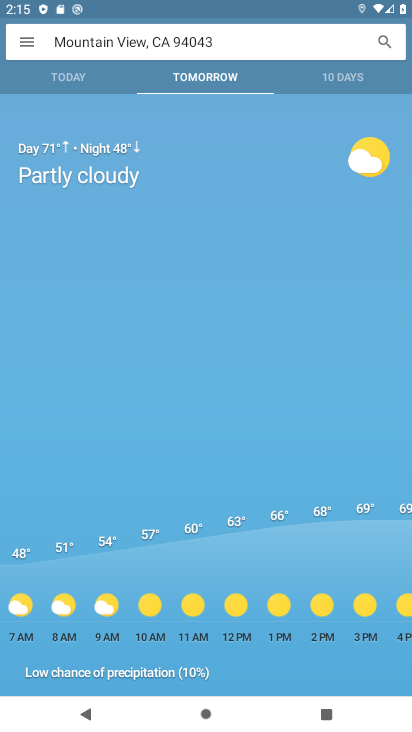 2:15
Mountain View, CA 94043
TODAY TOMORROW 10 DAYS
Day 71°↑ • Night 48°↓
Partly cloudy
48° 51° 54° 57° 60° 63° 66° 68° 69° 69
7 AM 8 AM 9 AM 10 AM 11 AM 12 PM 1 PM 2 PM 3 PM 4 P
Low chance of precipitation (10%)